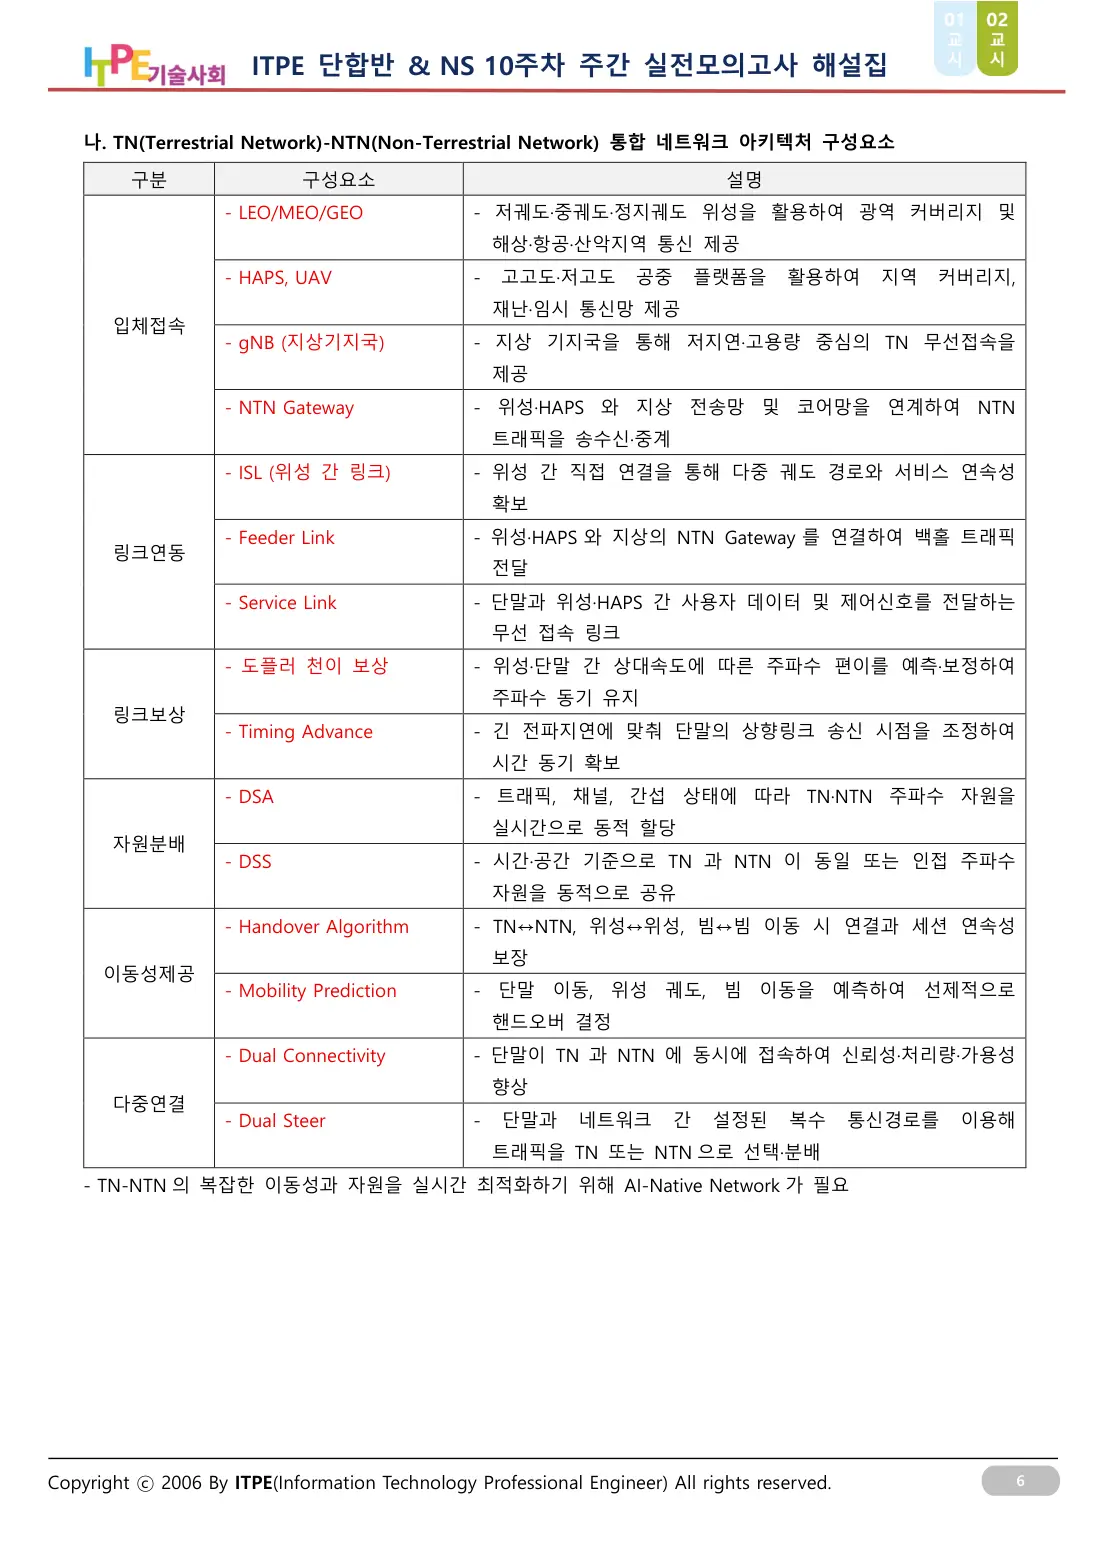 01
교
시
02
교
시
ITPE기술사회
ITPE 단합반 & NS 10주차 주간 실전모의고사 해설집
나. TN(Terrestrial Network)-NTN(Non-Terrestrial Network) 통합 네트워크 아키텍처 구성요소
구분 구성요소 설명
입체접속
- LEO/MEO/GEO
- 저궤도·중궤도·정지궤도 위성을 활용하여 광역 커버리지 및
해상·항공·산악지역 통신 제공
- HAPS, UAV
- 고고도·저고도 공중 플랫폼을 활용하여 지역 커버리지,
재난·임시 통신망 제공
- gNB (지상기지국)
- 지상 기지국을 통해 저지연·고용량 중심의 TN 무선접속을
제공
- NTN Gateway
- 위성·HAPS 와 지상 전송망 및 코어망을 연계하여 NTN
트래픽을 송수신·중계
링크연동
- ISL (위성 간 링크)
- 위성 간 직접 연결을 통해 다중 궤도 경로와 서비스 연속성
확보
- Feeder Link
- 위성·HAPS 와 지상의 NTN Gateway 를 연결하여 백홀 트래픽
전달
- Service Link
- 단말과 위성·HAPS 간 사용자 데이터 및 제어신호를 전달하는
무선 접속 링크
링크보상
- 도플러 천이 보상
- 위성·단말 간 상대속도에 따른 주파수 편이를 예측·보정하여
주파수 동기 유지
- Timing Advance
- 긴 전파지연에 맞춰 단말의 상향링크 송신 시점을 조정하여
시간 동기 확보
자원분배
- DSA
- 트래픽, 채널, 간섭 상태에 따라 TN·NTN 주파수 자원을
실시간으로 동적 할당
- DSS
- 시간·공간 기준으로 TN 과 NTN 이 동일 또는 인접 주파수
자원을 동적으로 공유
이동성제공
- Handover Algorithm
- TN↔NTN, 위성↔위성, 빔↔빔 이동 시 연결과 세션 연속성
보장
- Mobility Prediction
- 단말 이동, 위성 궤도, 빔 이동을 예측하여 선제적으로
핸드오버 결정
다중연결
- Dual Connectivity
- 단말이 TN 과 NTN 에 동시에 접속하여 신뢰성·처리량·가용성
향상
- Dual Steer
- 단말과 네트워크 간 설정된 복수 통신경로를 이용해
트래픽을 TN 또는 NTN 으로 선택·분배
- TN-NTN 의 복잡한 이동성과 자원을 실시간 최적화하기 위해 AI-Native Network 가 필요
Copyright ⓒ 2006 By ITPE(Information Technology Professional Engineer) All rights reserved.
6